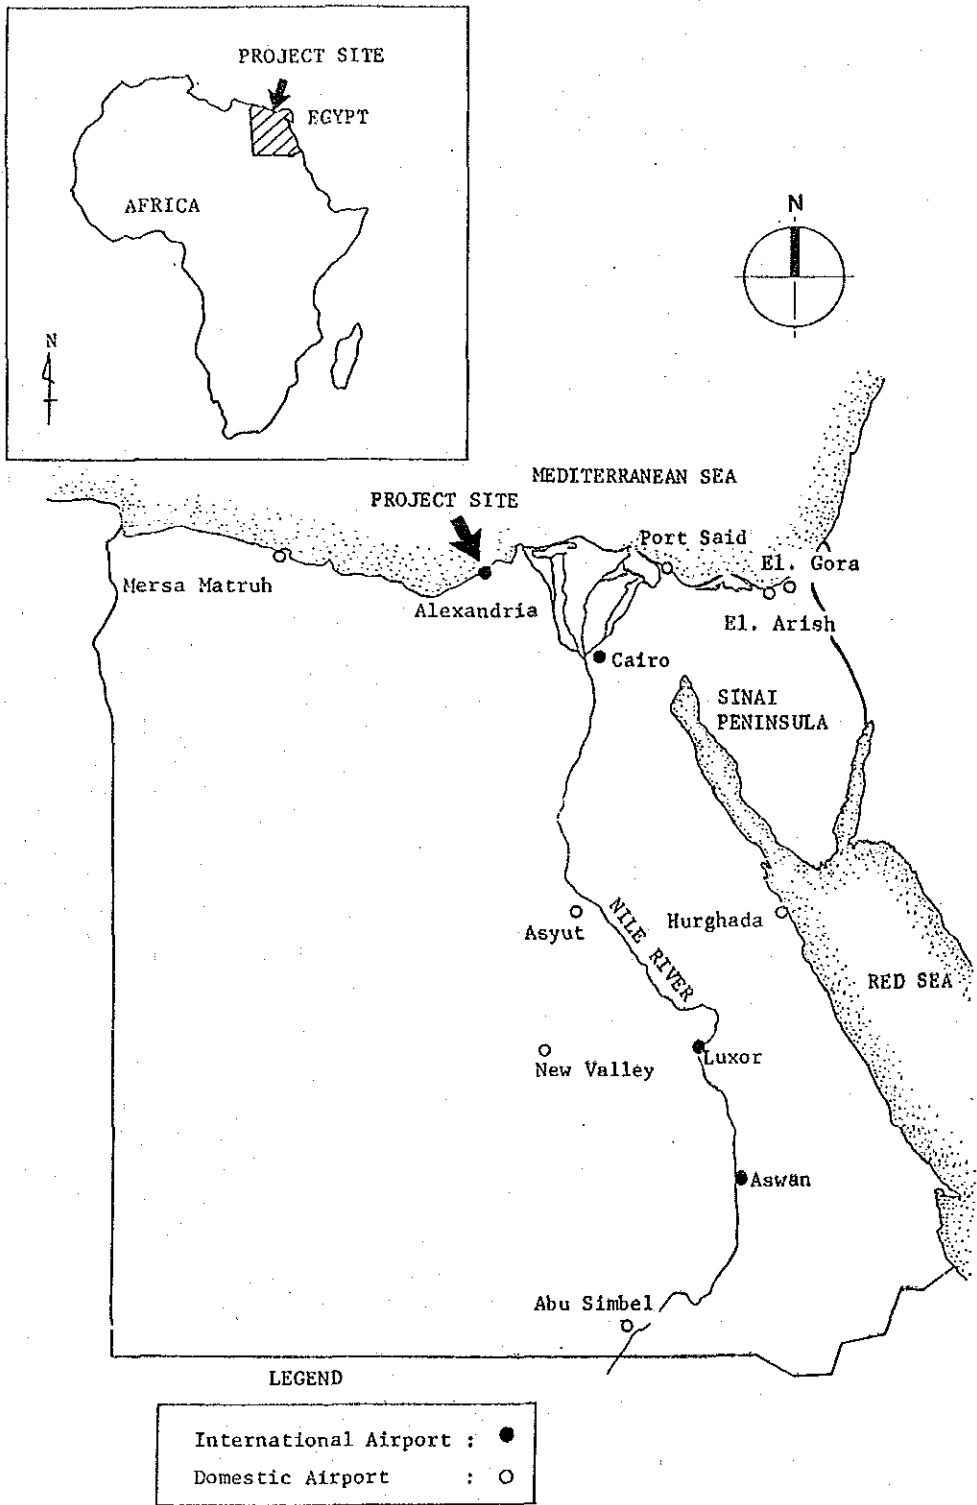 PROJECT SITE
EGYPT
AFRICA
N
N
MEDITERRANEAN SEA
PROJECT SITE
Port Said
El. Gora
Mersa Matruh
Alexandria
El. Arish
Cairo
SINAI
PENINSULA
NILE RIVER
Asyut
Hurghada
RED SEA
New Valley
Luxor
Aswan
Abu Simbel
LEGEND
International Airport : ●
Domestic Airport : ○